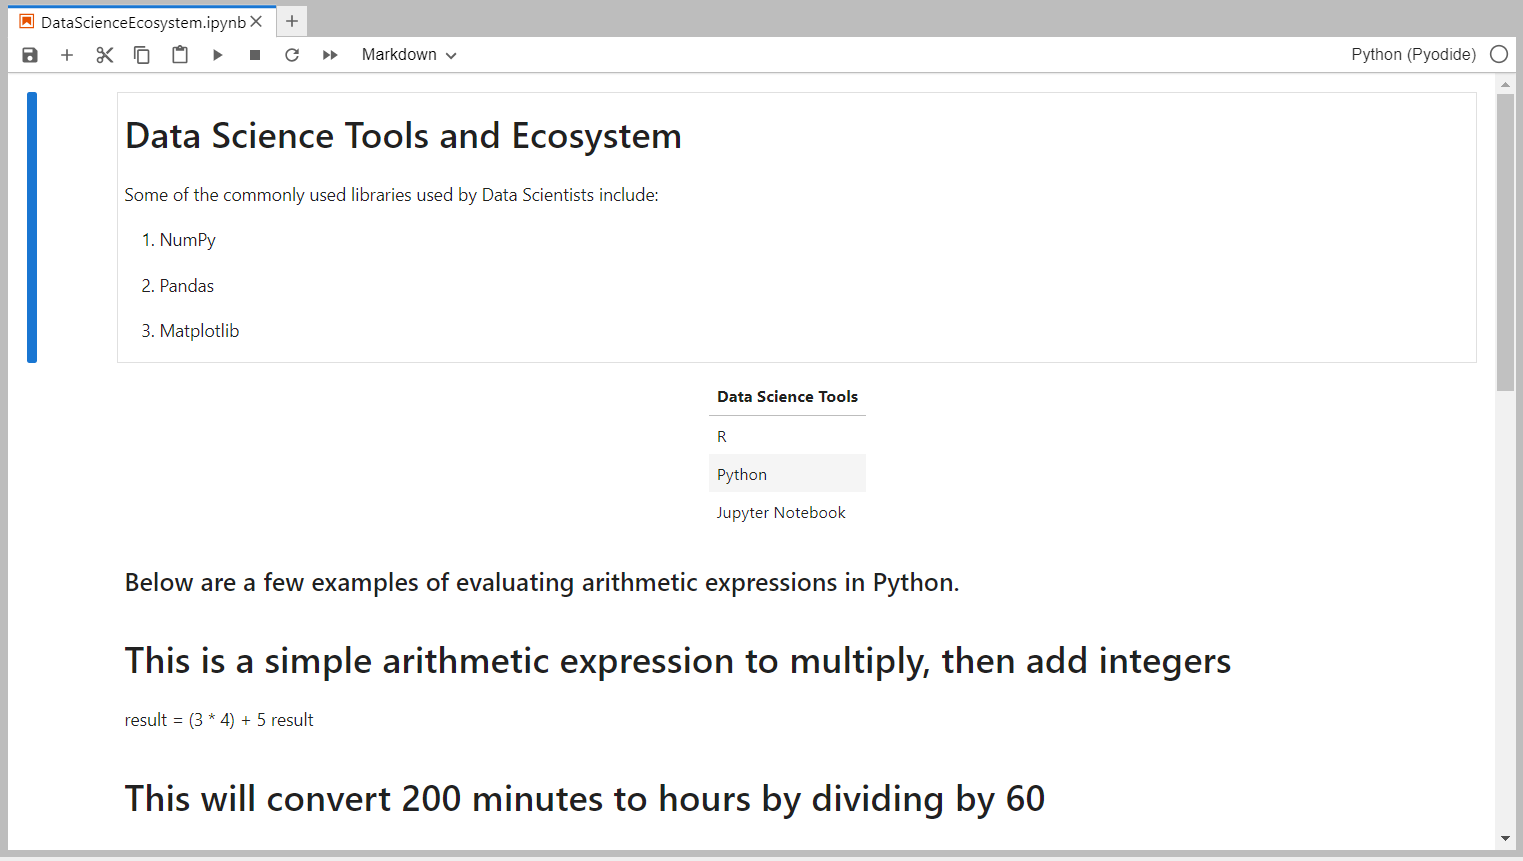 DataScienceEcosystem.ipynb
Markdown
Python (Pyodide)
Data Science Tools and Ecosystem
Some of the commonly used libraries used by Data Scientists include:
1. NumPy
2. Pandas
3. Matplotlib
Data Science Tools
R
Python
Jupyter Notebook
Below are a few examples of evaluating arithmetic expressions in Python.
This is a simple arithmetic expression to multiply, then add integers
result = (3 * 4) + 5 result
This will convert 200 minutes to hours by dividing by 60